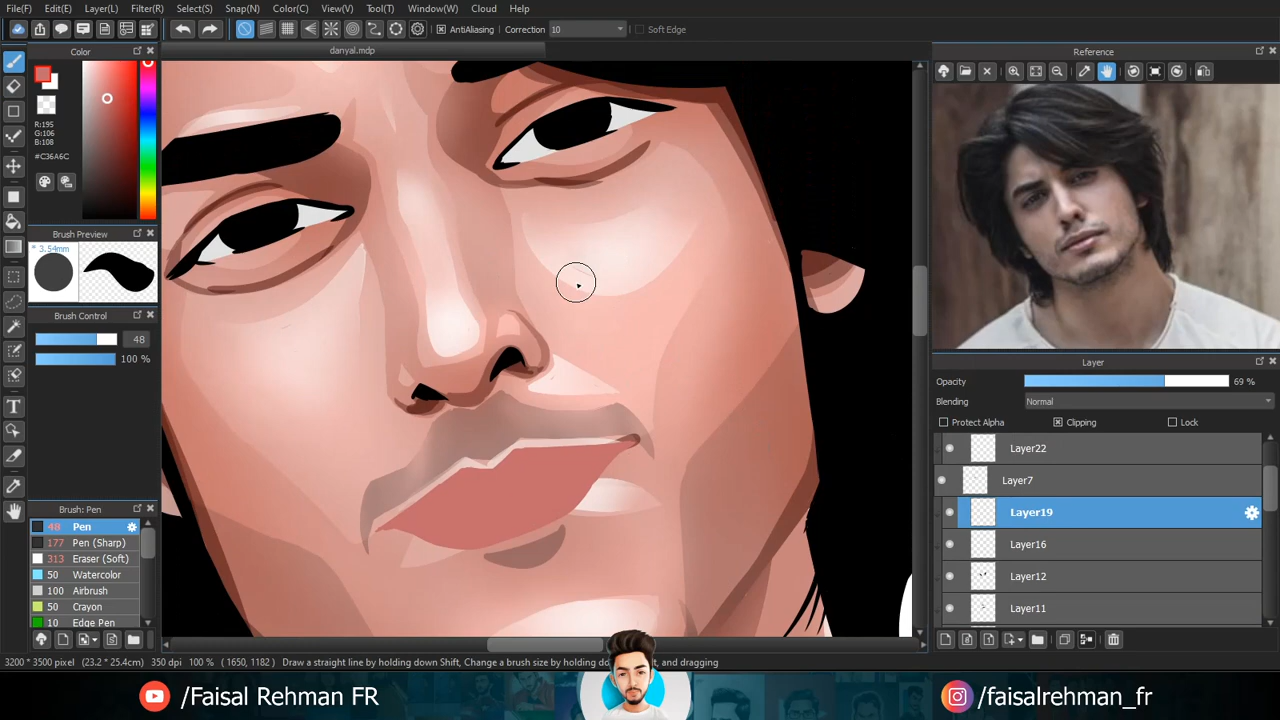 File(F) Edit(E) Layer(L) Filter(R) Select(S) Snap(N) Color(C) View(V) Tool(T) Window(W) Cloud Help
AntiAliasing Correction 10 Soft Edge
Color
danyal.mdp
Reference
R:195
G:106
B:108
#C36A6C
Brush Preview
* 3.54mm
Brush Control
48
100 %
Brush: Pen
48 Pen
177 Pen (Sharp)
313 Eraser (Soft)
50 Watercolor
100 Airbrush
50 Crayon
10 Edge Pen
Layer
Opacity 69 %
Blending Normal
Protect Alpha Clipping Lock
Layer22
Layer7
Layer19
Layer16
Layer12
Layer11
3200 * 3500 pixel (23.2 * 25.4cm) 350 dpi 100 % ( 1650, 1182 ) Draw a straight line by holding down Shift, Change a brush size by holding do it, and dragging
/Faisal Rehman FR
/faisalrehman_fr